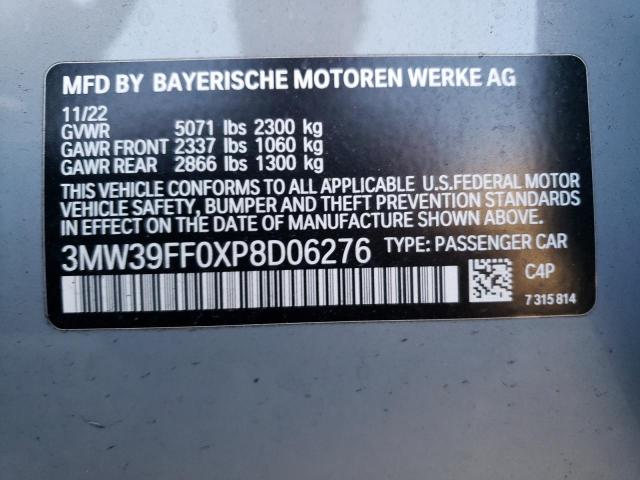 MFD BY BAYERISCHE MOTOREN WERKE AG
11/22
GVWR 5071 lbs 2300 kg
GAWR FRONT 2337 lbs 1060 kg
GAWR REAR 2866 lbs 1300 kg
THIS VEHICLE CONFORMS TO ALL APPLICABLE U.S.FEDERAL MOTOR
VEHICLE SAFETY, BUMPER AND THEFT PREVENTION STANDARDS
IN EFFECT ON THE DATE OF MANUFACTURE SHOWN ABOVE.
3MW39FF0XP8D06276 TYPE: PASSENGER CAR
C4P
7 315 814